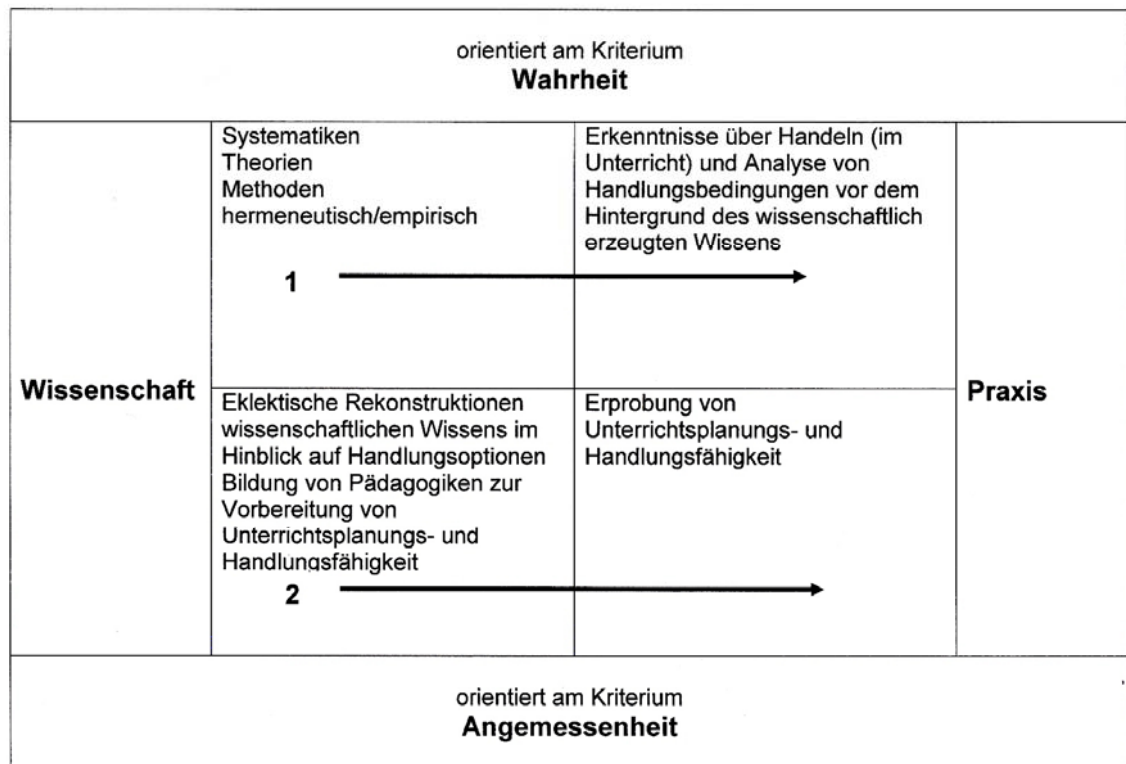 orientiert am Kriterium
Wahrheit
Systematiken
Theorien
Methoden
hermeneutisch/empirisch
1
Erkenntnisse über Handeln (im
Unterricht) und Analyse von
Handlungsbedingungen vor dem
Hintergrund des wissenschaftlich
erzeugten Wissens
Wissenschaft
Praxis
Eklektische Rekonstruktionen
wissenschaftlichen Wissens im
Hinblick auf Handlungsoptionen
Bildung von Pädagogiken zur
Vorbereitung von
Unterrichtsplanungs- und
Handlungsfähigkeit
2
Erprobung von
Unterrichtsplanungs- und
Handlungsfähigkeit
orientiert am Kriterium
Angemessenheit